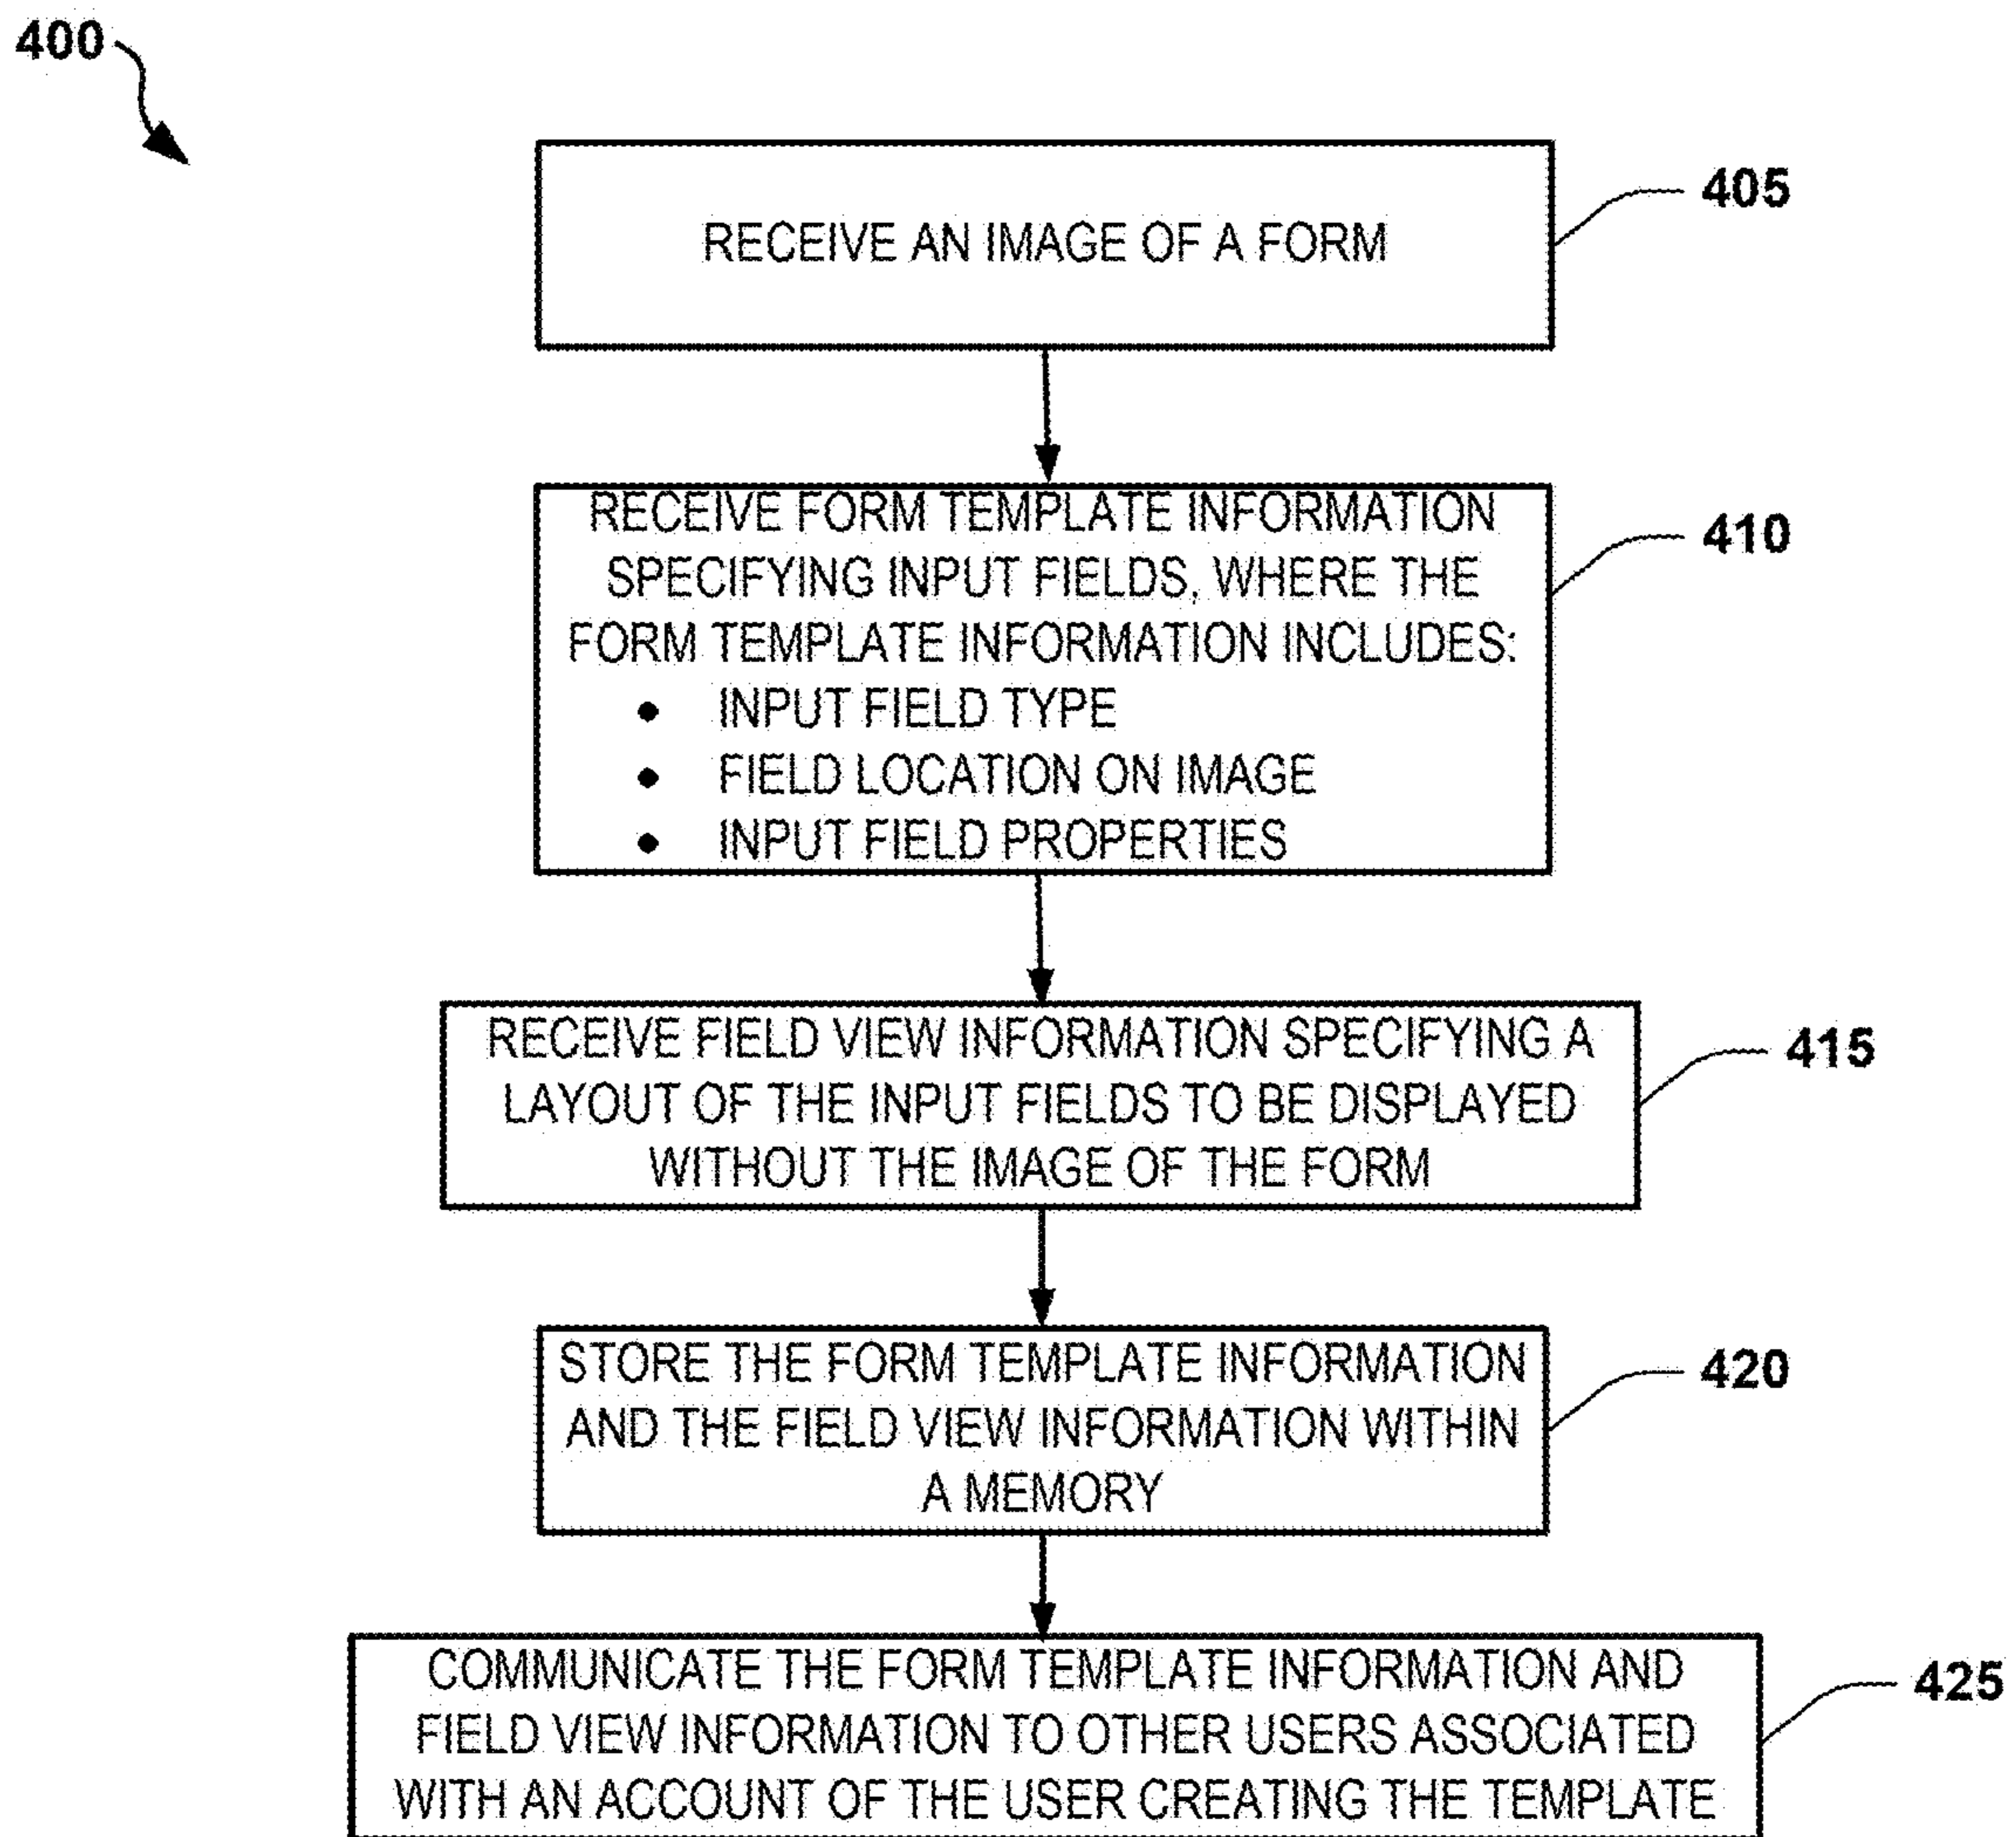 400
RECEIVE AN IMAGE OF A FORM
405
RECEIVE FORM TEMPLATE INFORMATION
SPECIFYING INPUT FIELDS, WHERE THE
FORM TEMPLATE INFORMATION INCLUDES:
• INPUT FIELD TYPE
• FIELD LOCATION ON IMAGE
• INPUT FIELD PROPERTIES
410
RECEIVE FIELD VIEW INFORMATION SPECIFYING A
LAYOUT OF THE INPUT FIELDS TO BE DISPLAYED
WITHOUT THE IMAGE OF THE FORM
415
STORE THE FORM TEMPLATE INFORMATION
AND THE FIELD VIEW INFORMATION WITHIN
A MEMORY
420
COMMUNICATE THE FORM TEMPLATE INFORMATION AND
FIELD VIEW INFORMATION TO OTHER USERS ASSOCIATED
WITH AN ACCOUNT OF THE USER CREATING THE TEMPLATE
425